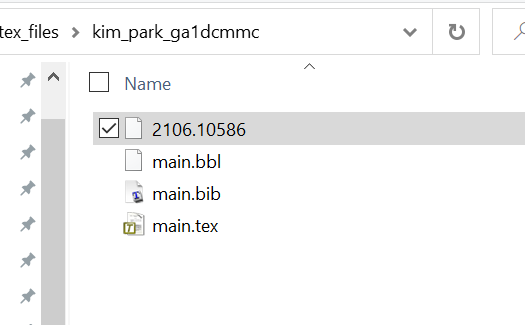 tex_files > kim_park_ga1dcmmc
Name
2106.10586
main.bbl
main.bib
main.tex